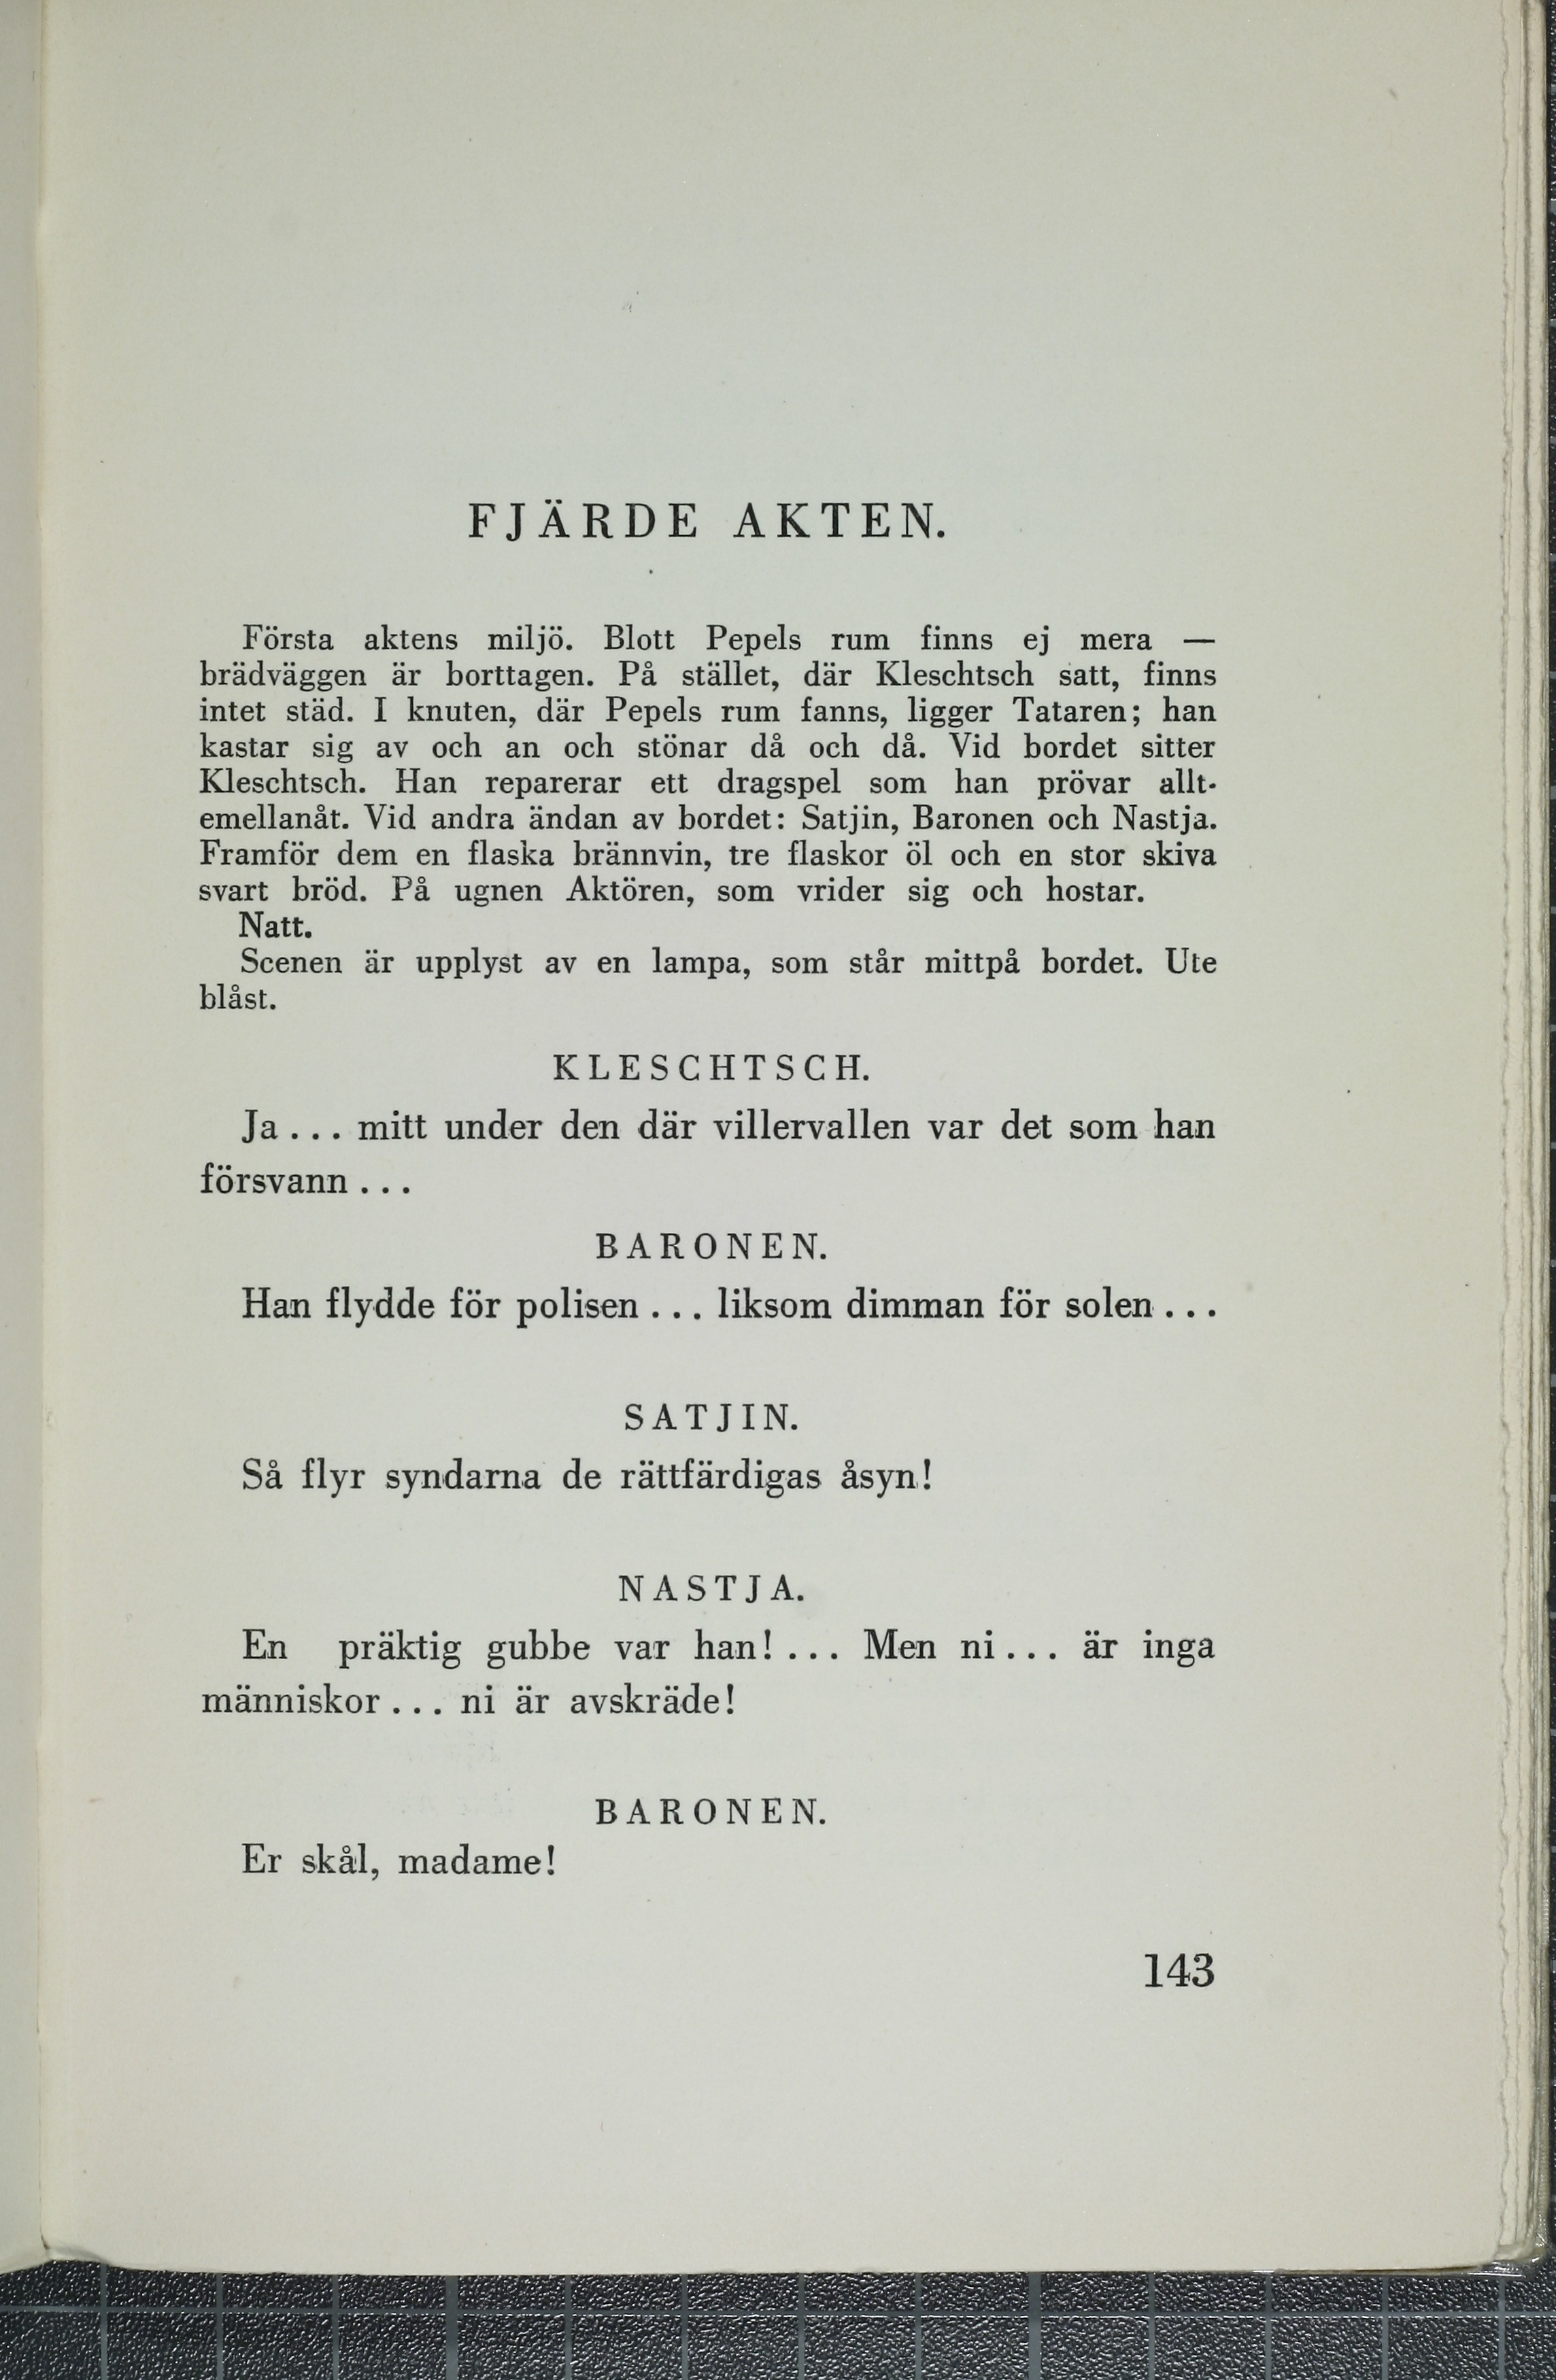 FJÄRDE AKTEN.
Första aktens miljö. Blott Pepels rum finns ej mera —
brädväggen är borttagen. På stället, där Kleschtsch satt, finns
intet städ. I knuten, där Pepels rum fanns, ligger Tataren; han
kastar sig av och an och stönar då och då. Vid bordet sitter
Kleschtsch. Han reparerar ett dragspel som han prövar allt-
emellanåt. Vid andra ändan av bordet: Satjin, Baronen och Nastja.
Framför dem en flaska brännvin, tre flaskor öl och en stor skiva
svart bröd. På ugnen Aktören, som vrider sig och hostar.
Natt.
Scenen är upplyst av en lampa, som står mittpå bordet. Ute
blåst.
KLESCHTSCH.
Ja... mitt under den där villervallen var det som han
försvann...
BARONEN.
Han flydde för polisen... liksom dimman för solen...
SATJIN.
Så flyr syndarna de rättfärdigas åsyn!
NASTJA.
En präktig gubbe var han!... Men ni... är inga
människor... ni är avskräde!
BARONEN.
Er skål, madame!
143